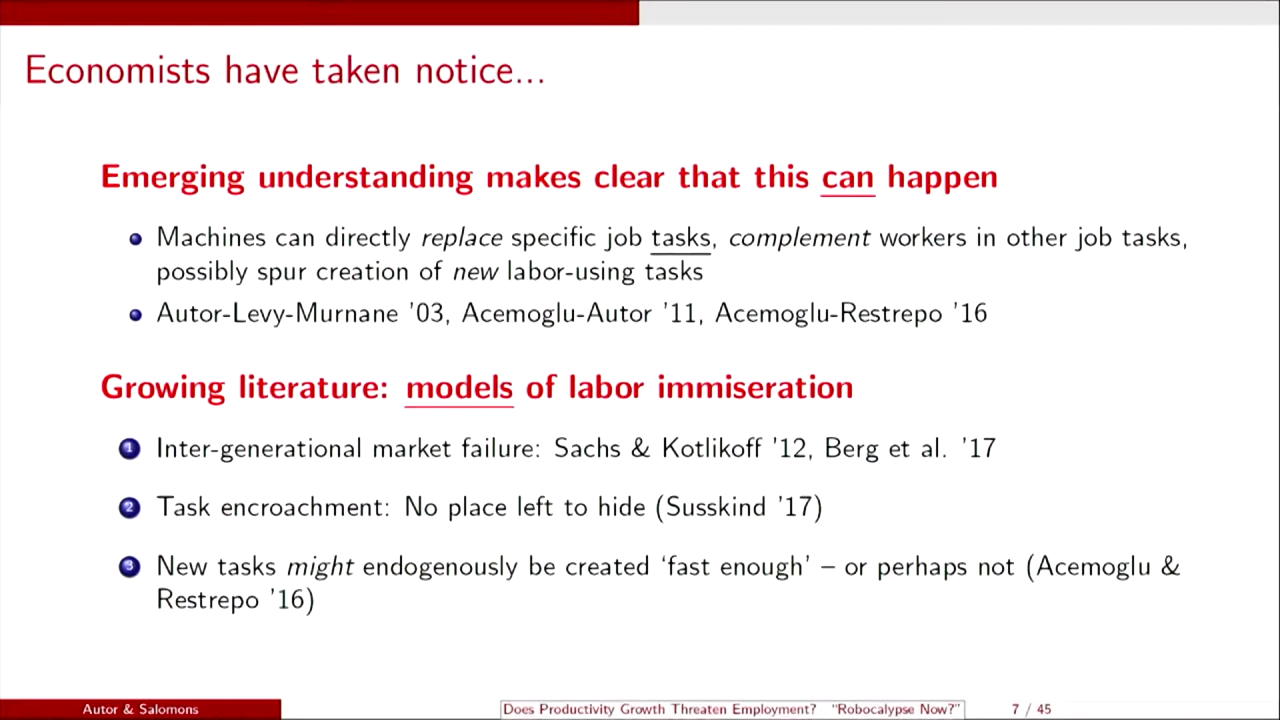 Economists have taken notice...
Emerging understanding makes clear that this can happen
Machines can directly replace specific job tasks, complement workers in other job tasks,
possibly spur creation of new labor-using tasks
Autor-Levy-Murnane '03, Acemoglu-Autor '11, Acemoglu-Restrepo '16
Growing literature: models of labor immiseration
1 Inter-generational market failure: Sachs & Kotlikoff '12, Berg et al. '17
2 Task encroachment: No place left to hide (Susskind '17)
3 New tasks might endogenously be created ‘fast enough’ – or perhaps not (Acemoglu &
Restrepo '16)
Autor & Salomons Does Productivity Growth Threaten Employment? "Robocalypse Now?" 7 / 45